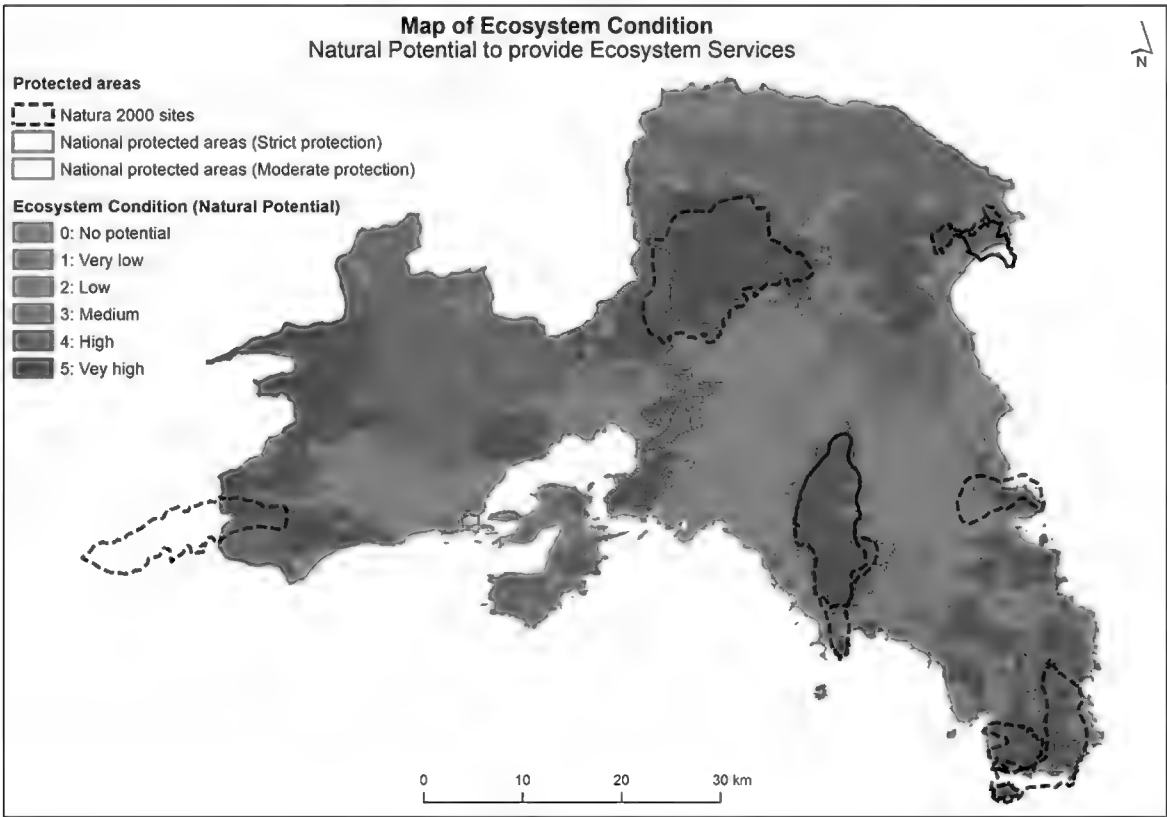 Map of Ecosystem Condition
Natural Potential to provide Ecosystem Services
N
Protected areas
Natura 2000 sites
National protected areas (Strict protection)
National protected areas (Moderate protection)
Ecosystem Condition (Natural Potential)
0: No potential
1: Very low
2: Low
3: Medium
4: High
5: Vey high
0 10 20 30 km